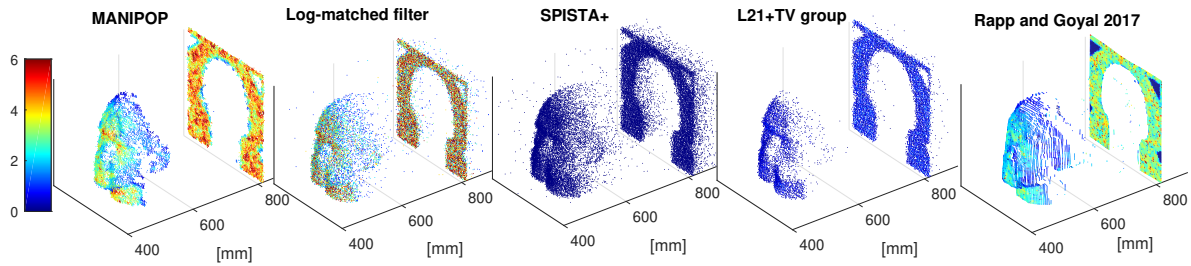 MANIPOP
Log-matched filter
SPISTA+
L21+TV group
Rapp and Goyal 2017
6
4
2
0
400
600
800
[mm]
400
600
800
[mm]
400
600
800
[mm]
400
600
800
[mm]
400
600
800
[mm]